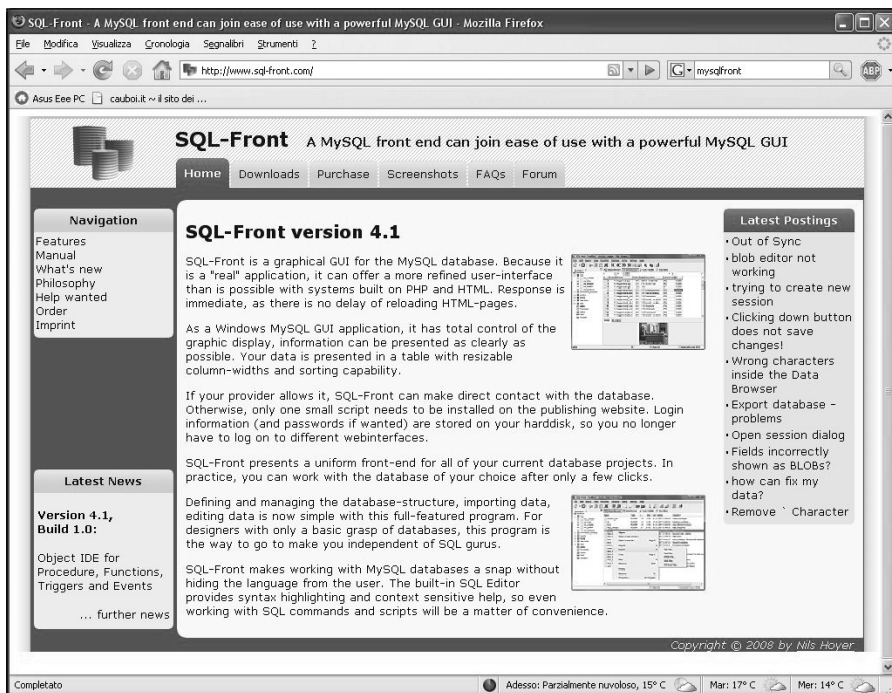 SQL-Front - A MySQL front end can join ease of use with a powerful MySQL GUI - Mozilla Firefox
File Modifica Visualizza Cronologia Segnalibri Strumenti ?
http://www.sql-front.com/
mysqlfront
ABP
Asus Eee PC cauboi.it ~ il sito dei ...
SQL-Front A MySQL front end can join ease of use with a powerful MySQL GUI
Home Downloads Purchase Screenshots FAQs Forum
Navigation
Features
Manual
What's new
Philosophy
Help wanted
Order
Imprint
Latest News
Version 4.1,
Build 1.0:
Object IDE for
Procedure, Functions,
Triggers and Events
... further news
SQL-Front version 4.1
SQL-Front is a graphical GUI for the MySQL database. Because it
is a "real" application, it can offer a more refined user-interface
than is possible with systems built on PHP and HTML. Response is
immediate, as there is no delay of reloading HTML-pages.
As a Windows MySQL GUI application, it has total control of the
graphic display, information can be presented as clearly as
possible. Your data is presented in a table with resizable
column-widths and sorting capability.
If your provider allows it, SQL-Front can make direct contact with the database.
Otherwise, only one small script needs to be installed on the publishing website. Login
information (and passwords if wanted) are stored on your harddisk, so you no longer
have to log on to different webinterfaces.
SQL-Front presents a uniform front-end for all of your current database projects. In
practice, you can work with the database of your choice after only a few clicks.
Defining and managing the database-structure, importing data,
editing data is now simple with this full-featured program. For
designers with only a basic grasp of databases, this program is
the way to go to make you independent of SQL gurus.
SQL-Front makes working with MySQL databases a snap without
hiding the language from the user. The built-in SQL Editor
provides syntax highlighting and context sensitive help, so even
working with SQL commands and scripts will be a matter of convenience.
Latest Postings
• Out of Sync
• blob editor not
working
• trying to create new
session
• Clicking down button
does not save
changes!
• Wrong characters
inside the Data
Browser
• Export database -
problems
• Open session dialog
• Fields incorrectly
shown as BLOBs?
• how can fix my
data?
• Remove ` Character
Copyright © 2008 by Nils Hoyer
Completato
Adesso: Parzialmente nuvoloso, 15° C Mar: 17° C Mer: 14° C